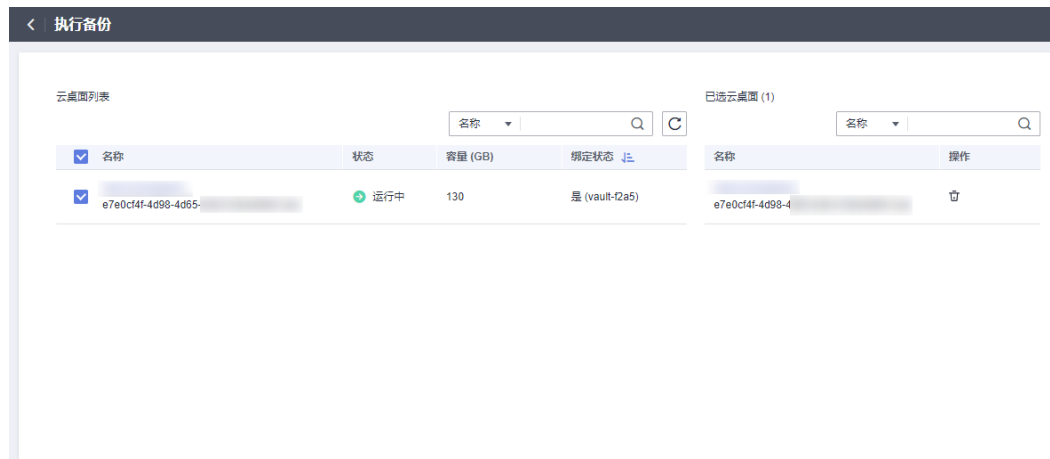 执行备份
云桌面列表
已选云桌面 (1)
名称
名称
名称 状态 容量 (GB) 绑定状态
名称 操作
e7e0cf4f-4d98-4d65- 运行中 130 是 (vault-f2a5)
e7e0cf4f-4d98-4